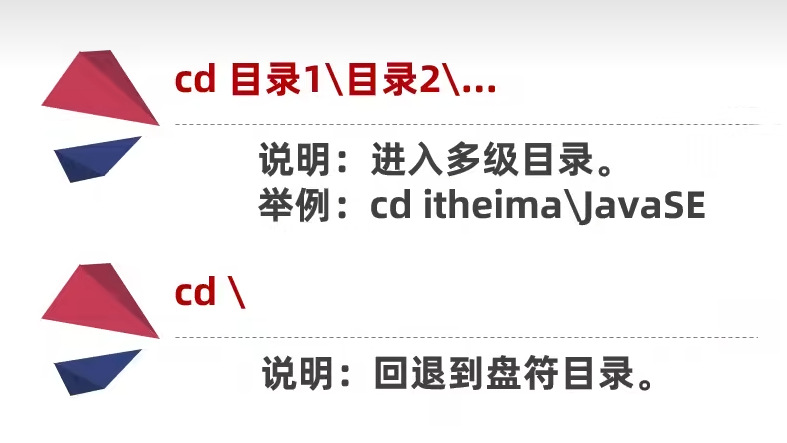 cd 目录1\目录2\...
说明：进入多级目录。
举例：cd itheima\JavaSE
cd \
说明：回退到盘符目录。